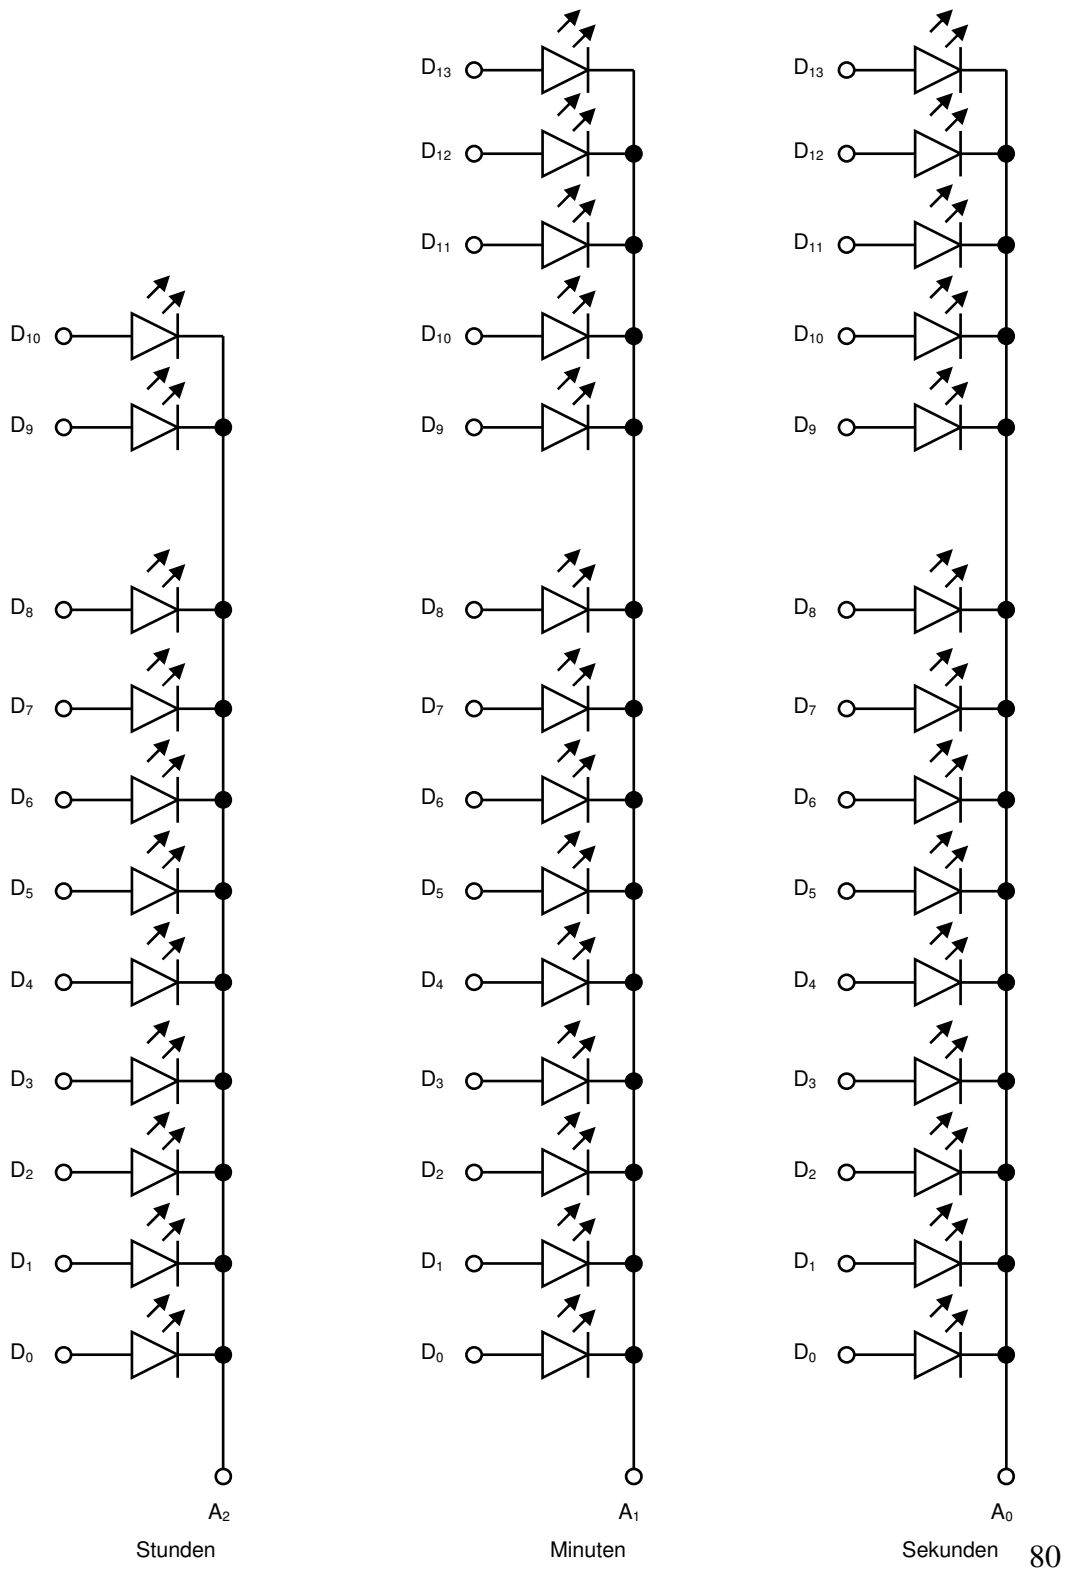 D₁₃ D₁₃
D₁₂ D₁₂
D₁₁ D₁₁
D₁₀ D₁₀ D₁₀
D₉ D₉ D₉
D₈ D₈ D₈
D₇ D₇ D₇
D₆ D₆ D₆
D₅ D₅ D₅
D₄ D₄ D₄
D₃ D₃ D₃
D₂ D₂ D₂
D₁ D₁ D₁
D₀ D₀ D₀
A₂ A₁ A₀
Stunden Minuten Sekunden 80